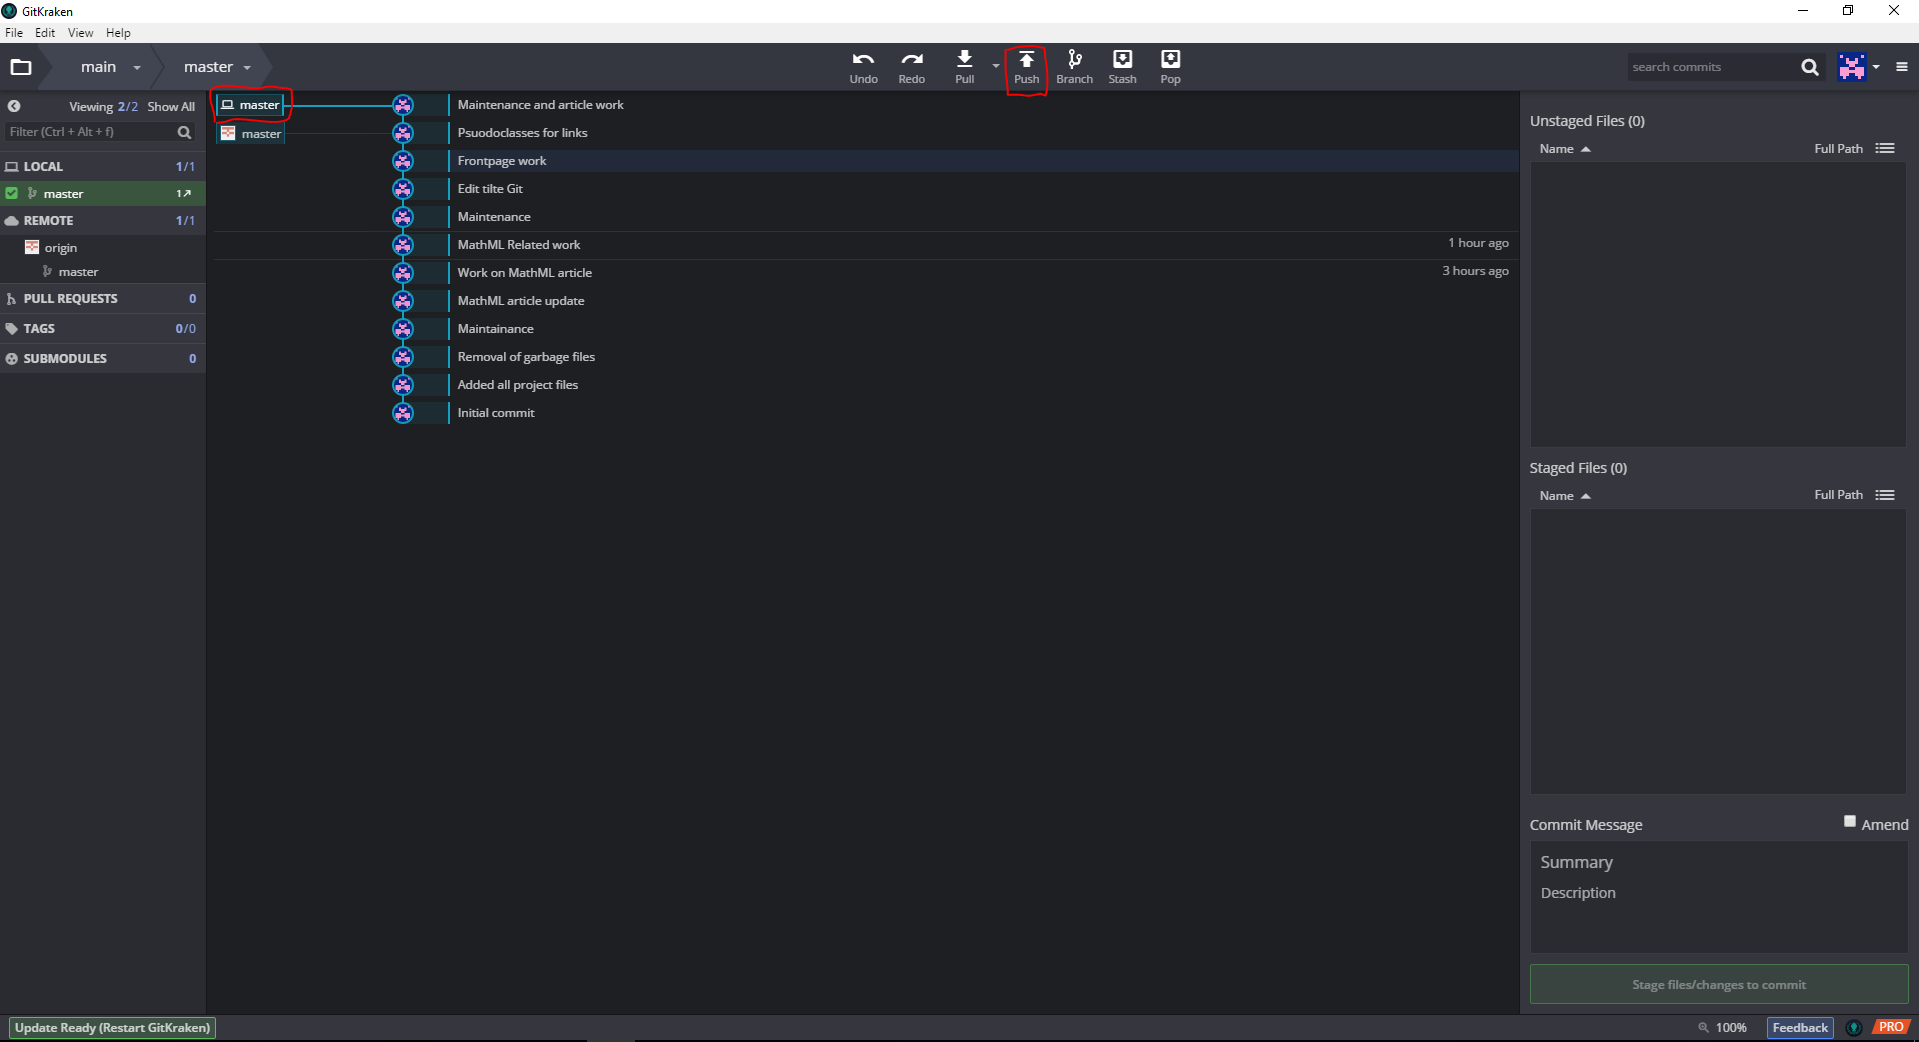 GitKraken
File Edit View Help
main master Undo Redo Pull Push Branch Stash Pop search commits
Viewing 2/2 Show All
Filter (Ctrl + Alt + f)
LOCAL 1/1
master 1↗
REMOTE 1/1
origin
master
PULL REQUESTS 0
TAGS 0/0
SUBMODULES 0
master Maintenance and article work
master Psuodoclasses for links
Frontpage work
Edit tilte Git
Maintenance
MathML Related work 1 hour ago
Work on MathML article 3 hours ago
MathML article update
Maintainance
Removal of garbage files
Added all project files
Initial commit
Unstaged Files (0)
Name Full Path
Staged Files (0)
Name Full Path
Commit Message Amend
Summary
Description
Stage files/changes to commit
Update Ready (Restart GitKraken) 100% Feedback PRO